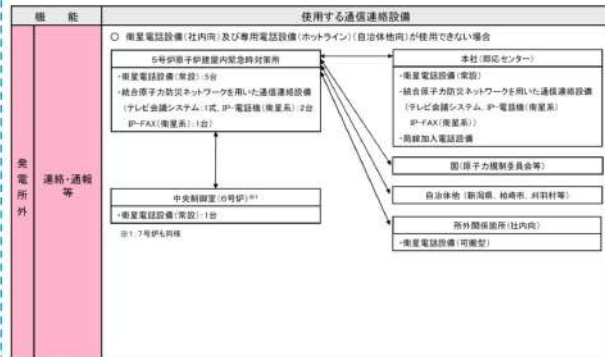 機 能
使用する通信連絡設備
発電所外
連絡・通報等
○ 衛星電話設備(社内向)及び専用電話設備(ホットライン)(自治体他向)が使用できない場合
5号炉原子炉建屋内緊急時対策所
・衛星電話設備(常設):5台
・統合原子力防災ネットワークを用いた通信連絡設備
(テレビ会議システム:1式、IP-電話機(衛星系):2台
IP-FAX(衛星系):1台)
中央制御室(6号炉)※1
・衛星電話設備(常設):1台
※1:7号炉も同様
本社(即応センター)
・衛星電話設備(常設)
・統合原子力防災ネットワークを用いた通信連絡設備
(テレビ会議システム、IP-電話機(衛星系)
IP-FAX(衛星系))
・局線加入電話設備
国(原子力規制委員会等)
自治体他 (新潟県、柏崎市、刈羽村等)
所外関係箇所(社内向)
・衛星電話設備(可搬型)